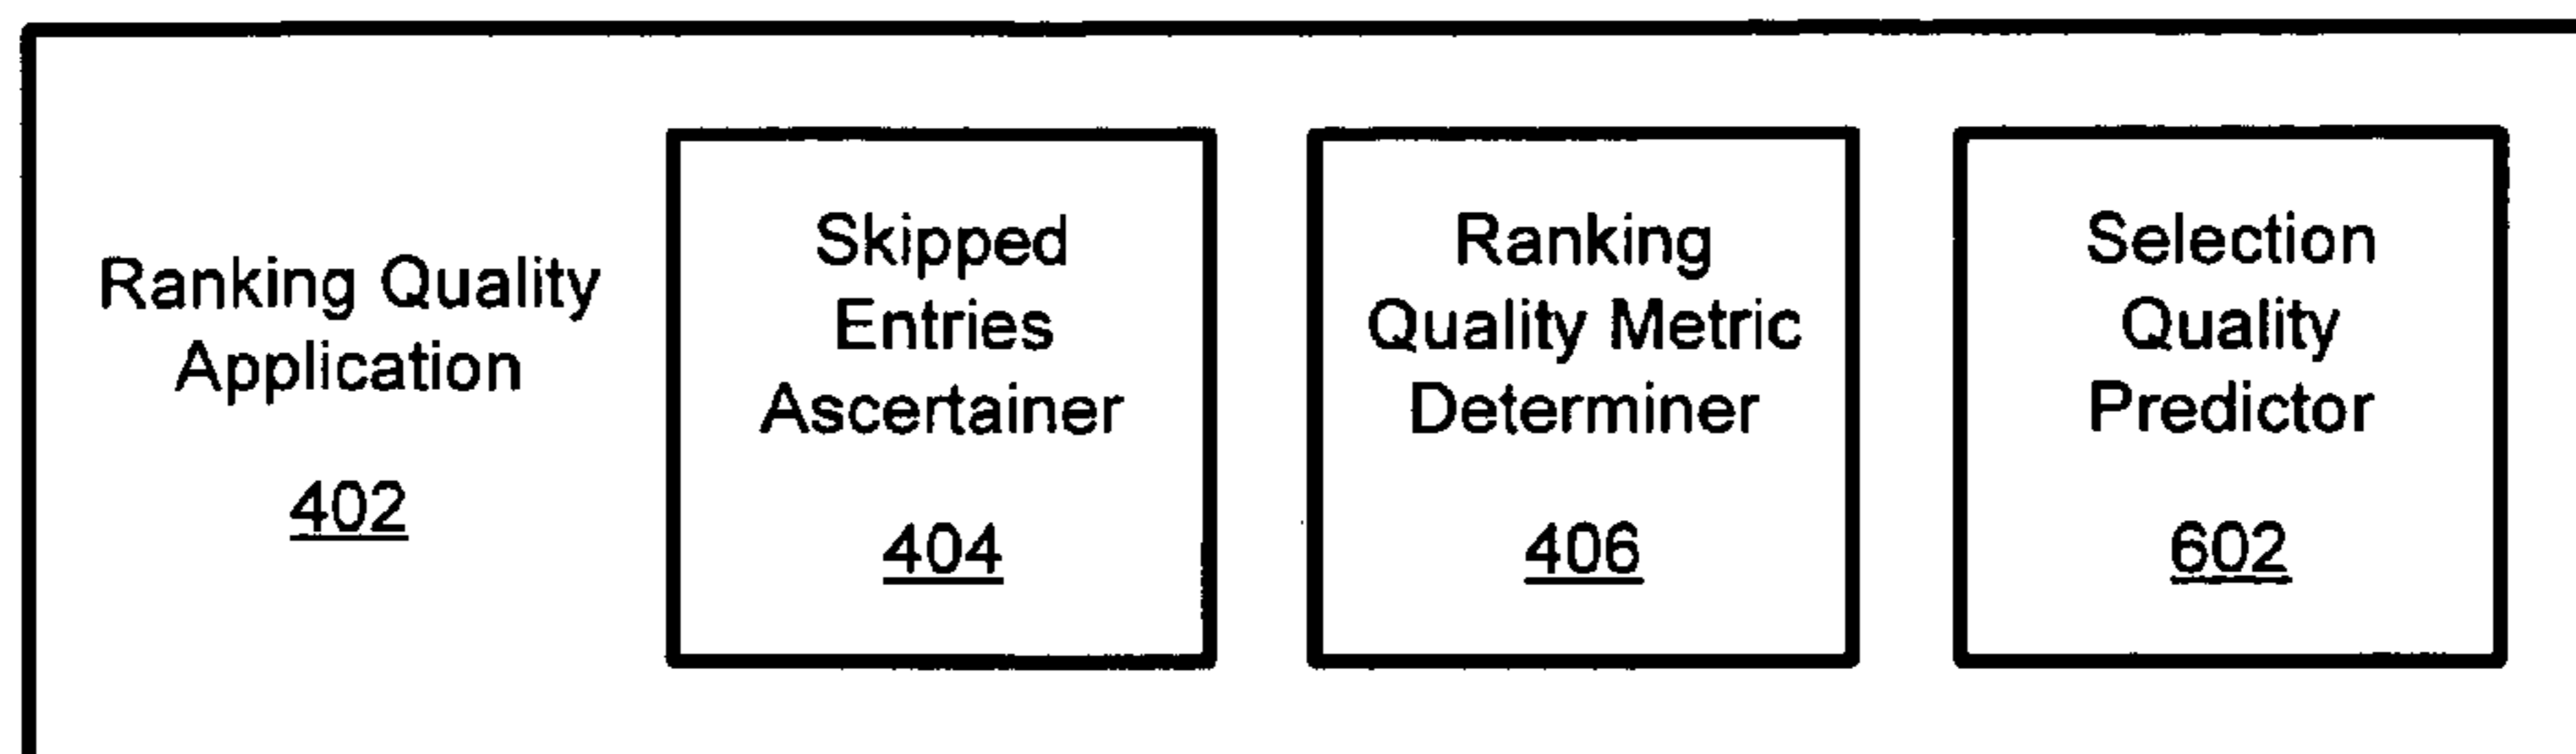 Ranking Quality
Application
402
Skipped
Entries
Ascertainer
404
Ranking
Quality Metric
Determiner
406
Selection
Quality
Predictor
602